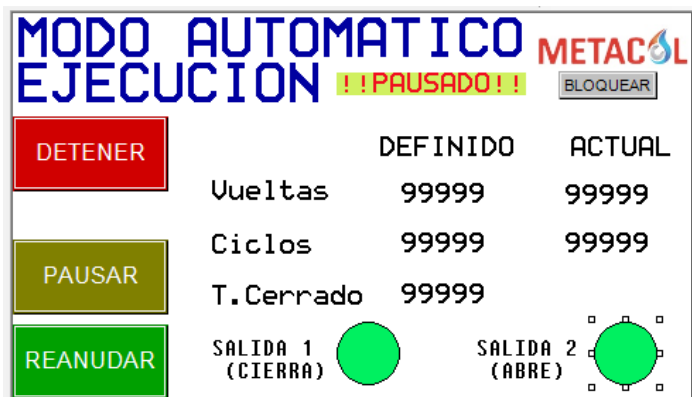 MODO AUTOMATICO
METACOL
EJECUCION !!PAUSADO!!
BLOQUEAR
DETENER
DEFINIDO ACTUAL
Vueltas 99999 99999
Ciclos 99999 99999
PAUSAR
T.Cerrado 99999
REANUDAR
SALIDA 1
(CIERRA)
SALIDA 2
(ABRE)